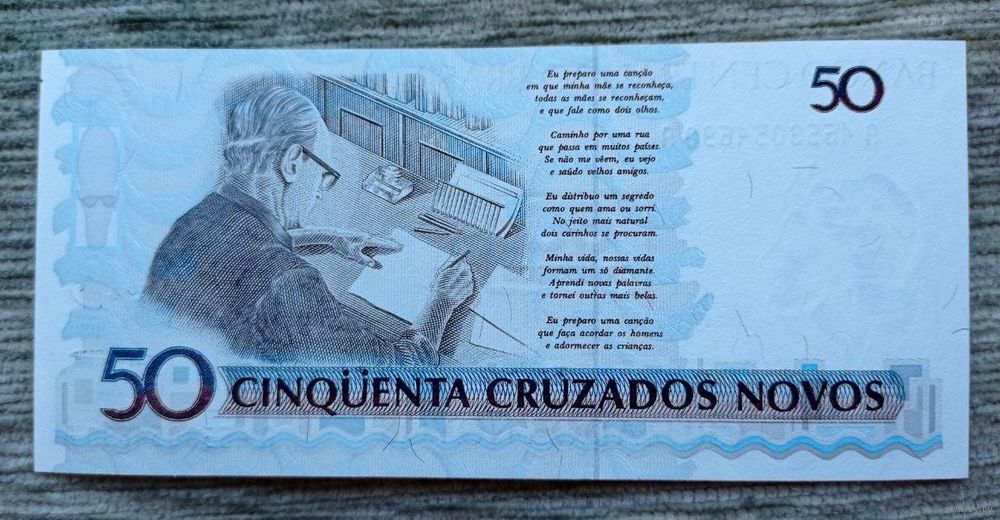 Eu preparo uma canção
em que minha mãe se reconheça,
todas as mães se reconheçam,
e que fale como dois olhos.
Caminho por uma rua
que passa em muitos países.
Se não me vêem, eu vejo
e saúdo velhos amigos.
Eu distribuo um segredo
como quem ama ou sorri.
No jeito mais natural
dois carinhos se procuram.
Minha vida, nossas vidas
formam um só diamante.
Aprendi novas palavras
e tornei outras mais belas.
Eu preparo uma canção
que faça acordar os homens
e adormecer as crianças.
50
50
CINQÜENTA CRUZADOS NOVOS